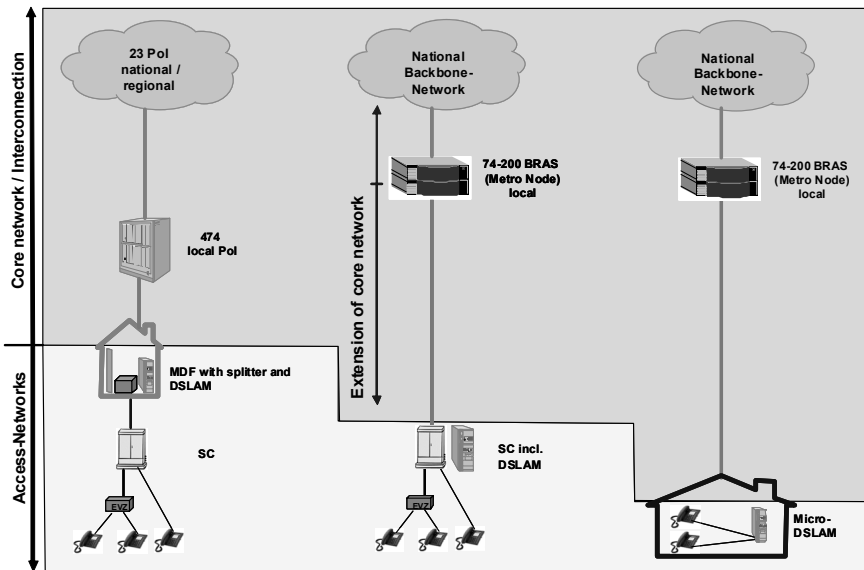 Core network / Interconnection
Access-Networks
23 PoI
national /
regional
474
local PoI
MDF with splitter and
DSLAM
SC
EVZ
National
Backbone-
Network
74-200 BRAS
(Metro Node)
local
Extension of core network
SC incl.
DSLAM
EVZ
National
Backbone-
Network
74-200 BRAS
(Metro Node)
local
Micro-
DSLAM